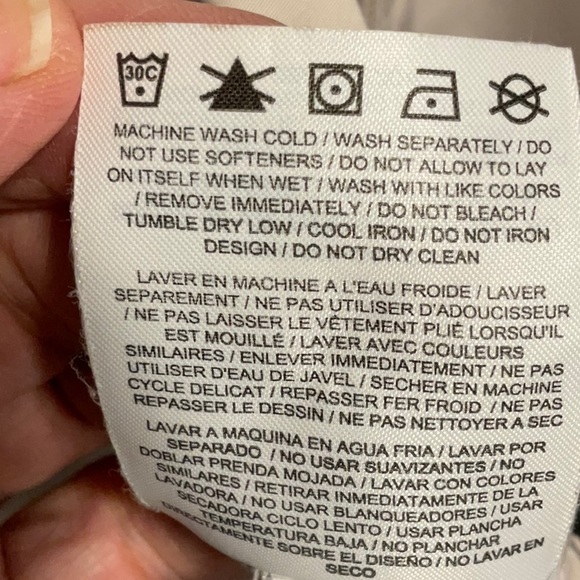 30C
MACHINE WASH COLD / WASH SEPARATELY / DO
NOT USE SOFTENERS / DO NOT ALLOW TO LAY
ON ITSELF WHEN WET / WASH WITH LIKE COLORS
/ REMOVE IMMEDIATELY / DO NOT BLEACH /
TUMBLE DRY LOW / COOL IRON / DO NOT IRON
DESIGN / DO NOT DRY CLEAN
LAVER EN MACHINE A L'EAU FROIDE / LAVER
SEPAREMENT / NE PAS UTILISER D'ADOUCISSEUR
/ NE PAS LAISSER LE VÊTEMENT PLIÉ LORSQU'IL
EST MOUILLÉ / LAVER AVEC COULEURS
SIMILAIRES / ENLEVER IMMEDIATEMENT / NE PAS
UTILISER D'EAU DE JAVEL / SECHER EN MACHINE
CYCLE DELICAT / REPASSER FER FROID / NE PAS
REPASSER LE DESSIN / NE PAS NETTOYER A SEC
LAVAR A MAQUINA EN AGUA FRIA / LAVAR POR
SEPARADO / NO USAR SUAVIZANTES / NO
DOBLAR PRENDA MOJADA / LAVAR CON COLORES
SIMILARES / RETIRAR INMEDIATAMENTE DE LA
LAVADORA / NO USAR BLANQUEADORES / USAR
SECADORA CICLO LENTO / USAR PLANCHA
TEMPERATURA BAJA / NO PLANCHAR
DIRECTAMENTE SOBRE EL DISEÑO / NO LAVAR EN
SECO